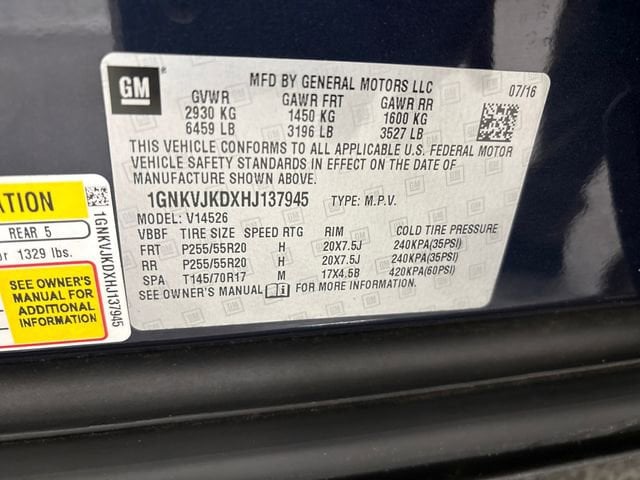 GM
MFD BY GENERAL MOTORS LLC 07/16
GVWR GAWR FRT GAWR RR
2930 KG 1450 KG 1600 KG
6459 LB 3196 LB 3527 LB
THIS VEHICLE CONFORMS TO ALL APPLICABLE U.S. FEDERAL MOTOR
VEHICLE SAFETY STANDARDS IN EFFECT ON THE DATE OF
MANUFACTURE SHOWN ABOVE.
1GNKVJKDXHJ137945 TYPE: M.P.V.
MODEL: V14526
VBBF TIRE SIZE SPEED RTG RIM COLD TIRE PRESSURE
FRT P255/55R20 H 20X7.5J 240KPA(35PSI)
RR P255/55R20 H 20X7.5J 240KPA(35PSI)
SPA T145/70R17 M 17X4.5B 420KPA(60PSI)
SEE OWNER'S MANUAL FOR MORE INFORMATION.
ATION
REAR 5
or 1329 lbs.
SEE OWNER'S
MANUAL FOR
ADDITIONAL
INFORMATION
1GNKVJKDXHJ137945